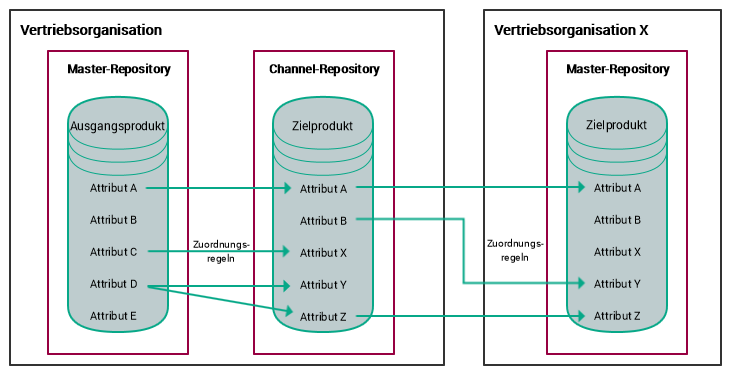 Vertriebsorganisation
Master-Repository
Ausgangsprodukt
Attribut A
Attribut B
Attribut C
Attribut D
Attribut E
Zuordnungs-
regeln
Channel-Repository
Zielprodukt
Attribut A
Attribut B
Attribut X
Attribut Y
Attribut Z
Zuordnungs-
regeln
Vertriebsorganisation X
Master-Repository
Zielprodukt
Attribut A
Attribut B
Attribut X
Attribut Y
Attribut Z